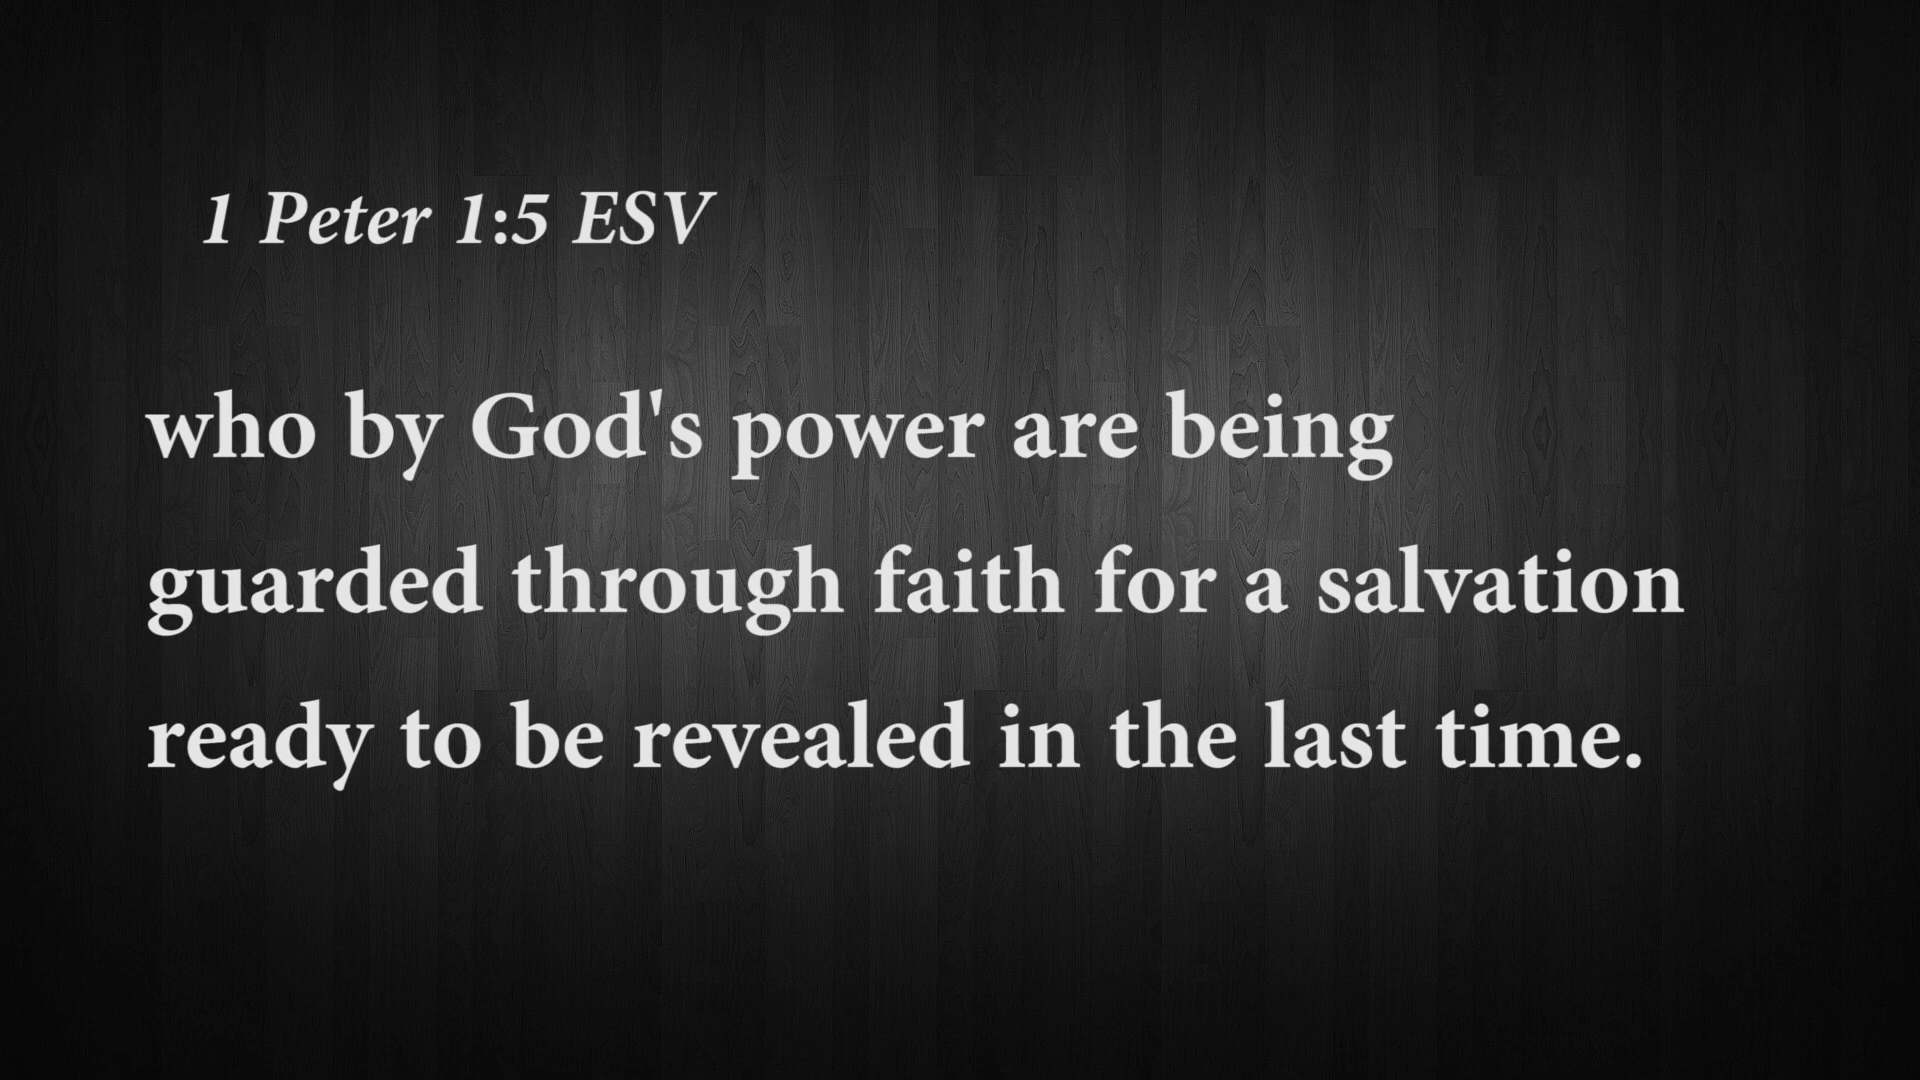 1 Peter 1:5 ESV
who by God's power are being
guarded through faith for a salvation
ready to be revealed in the last time.